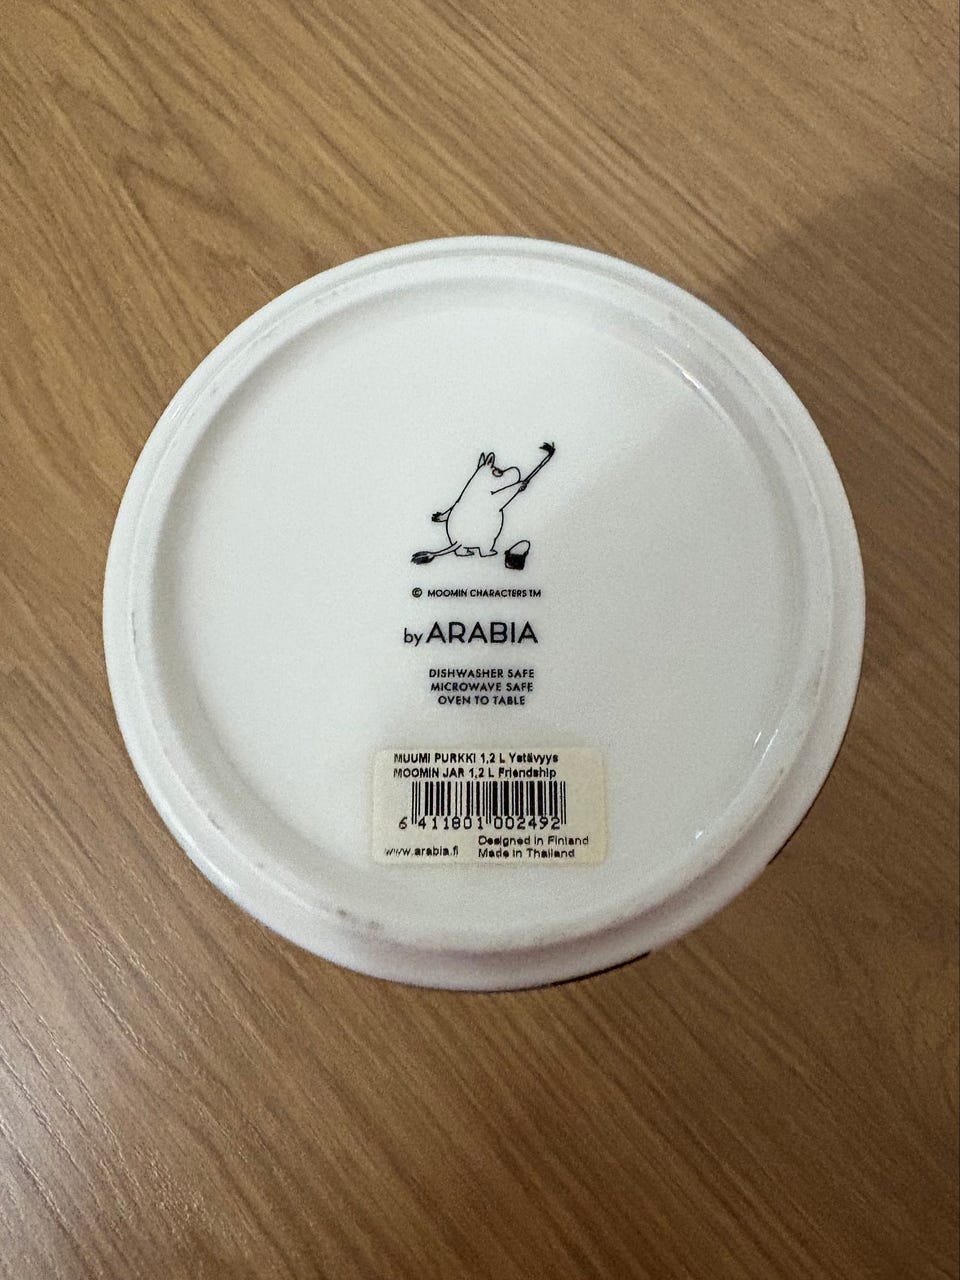 © MOOMIN CHARACTERS TM
by ARABIA
DISHWASHER SAFE
MICROWAVE SAFE
OVEN TO TABLE
MUUMI PURKKI 1,2 L Ystävyys
MOOMIN JAR 1,2 L Friendship
6 411801 002492
Designed in Finland
www.arabia.fi Made in Thailand